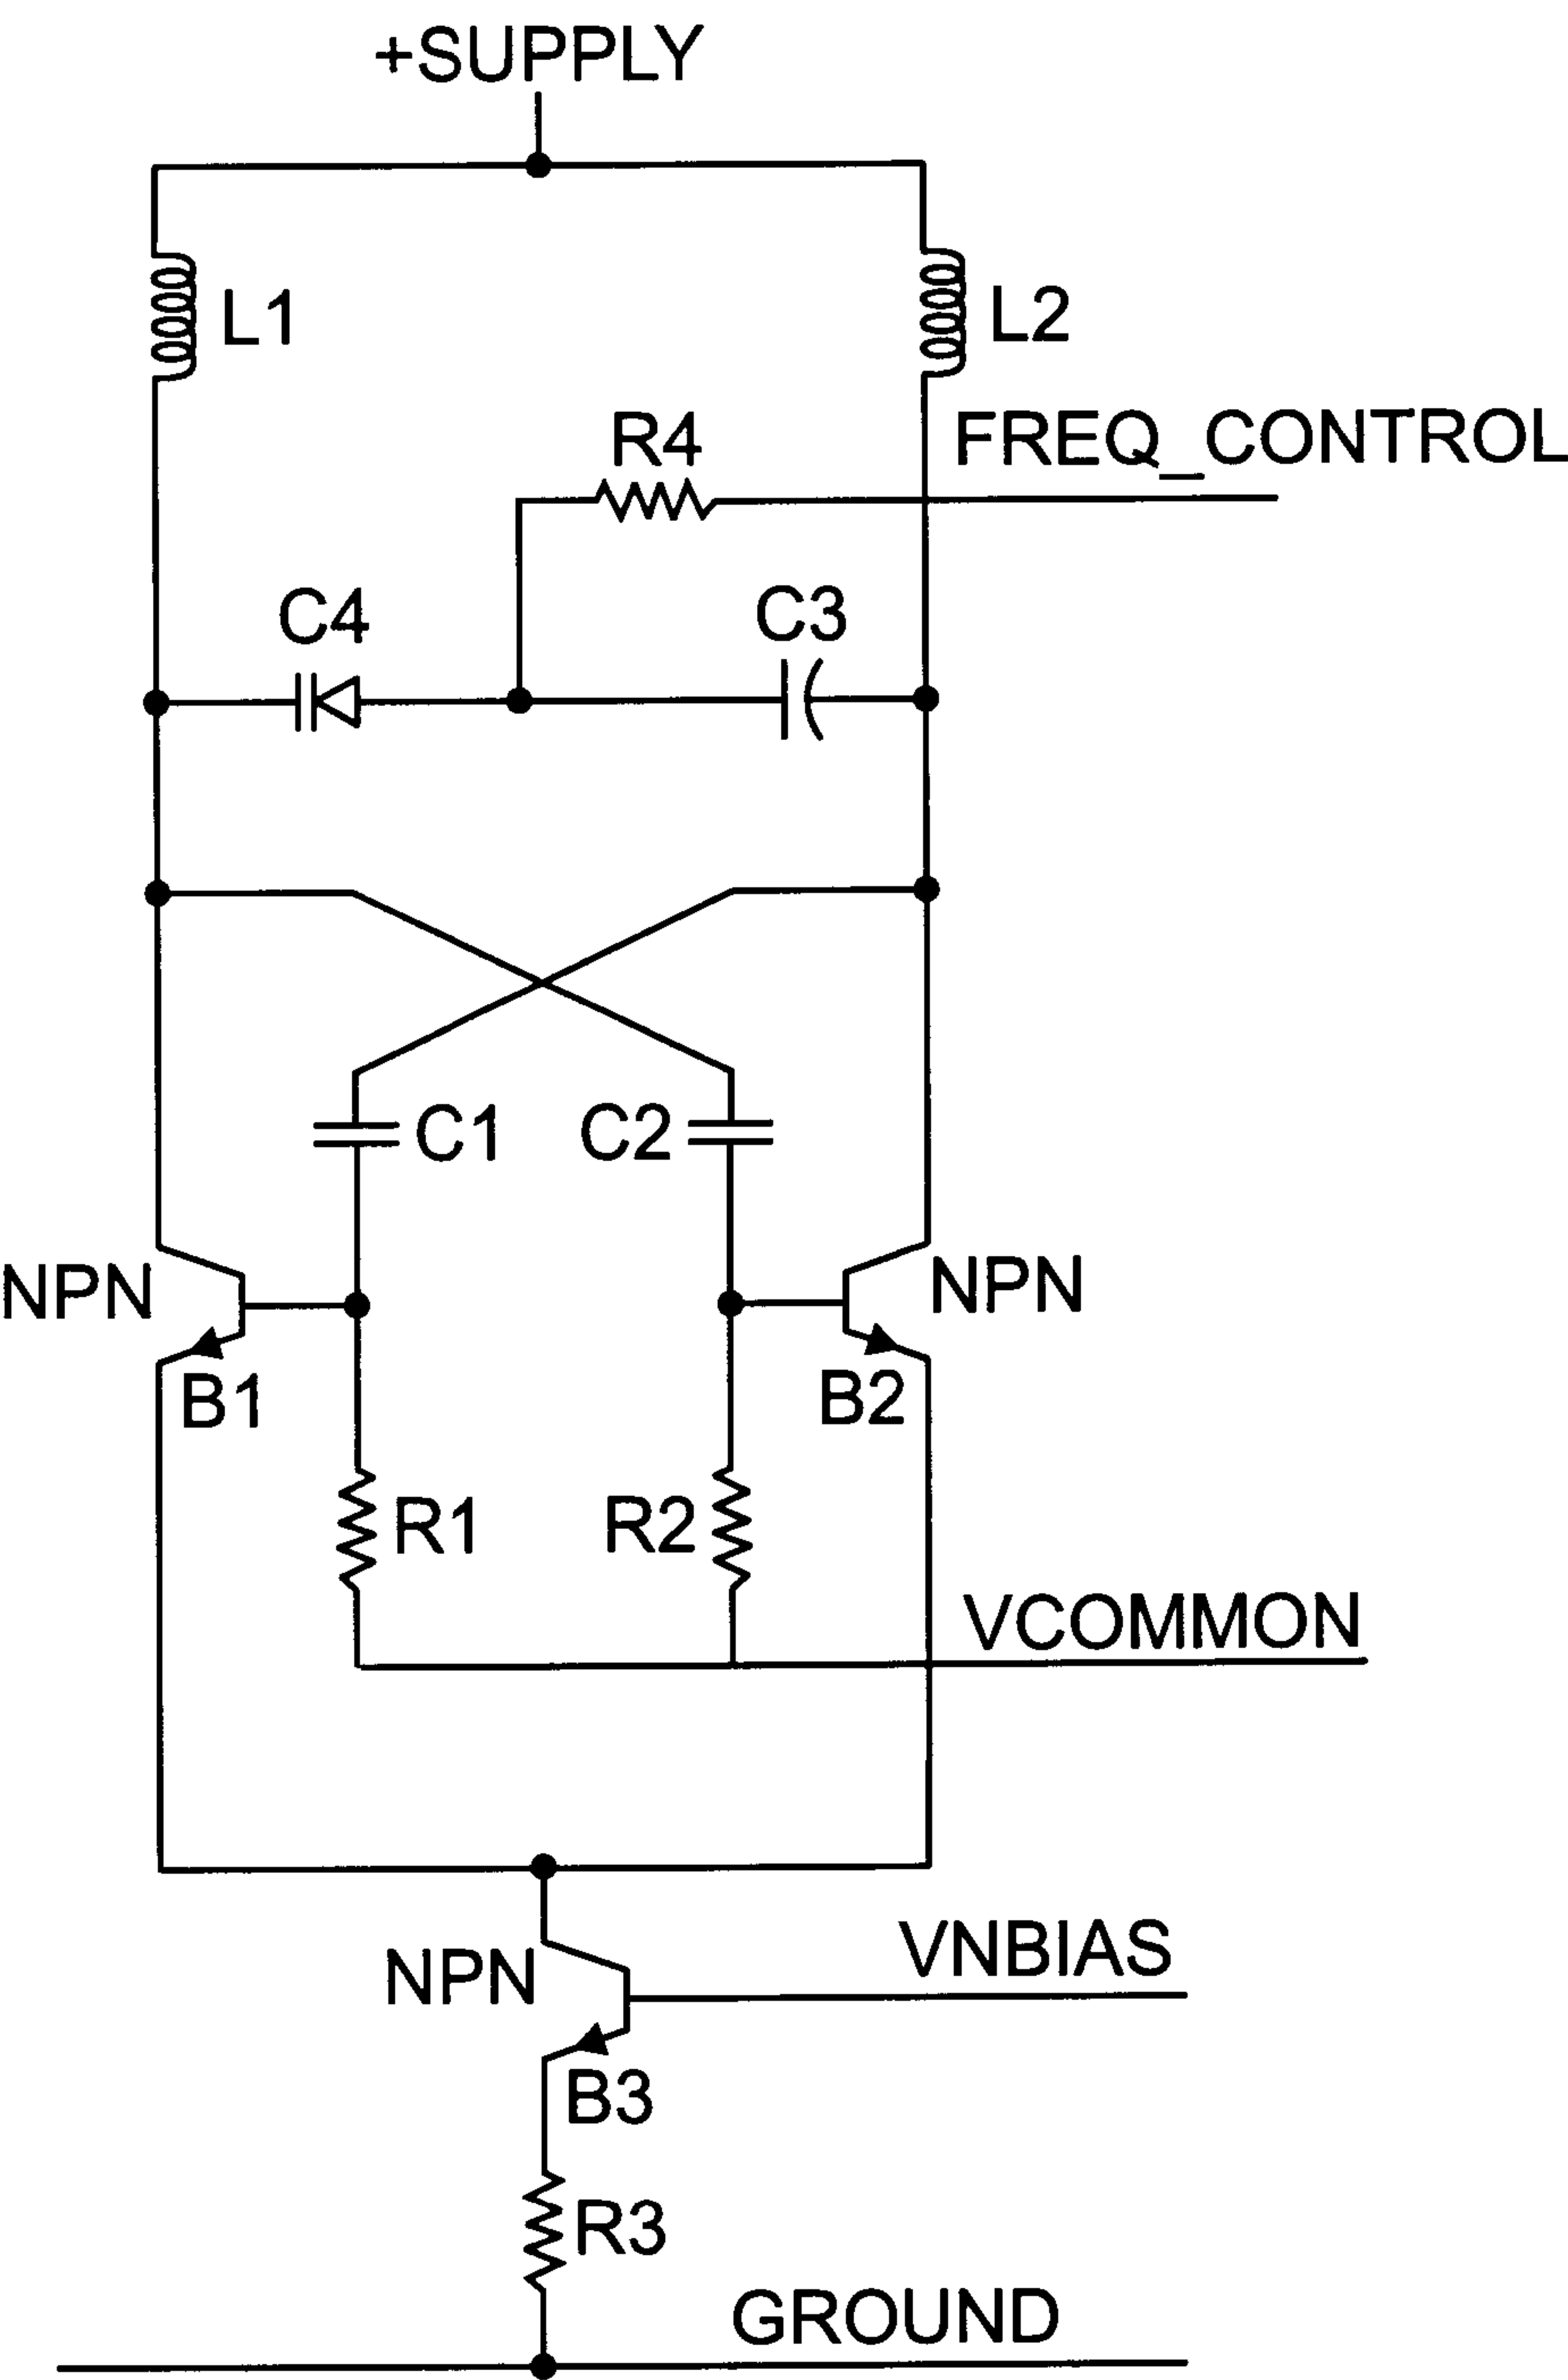 +SUPPLY
L1
L2
R4
FREQ_CONTROL
C4
C3
C1
C2
NPN
NPN
B1
B2
R1
R2
VCOMMON
VNBIAS
NPN
B3
R3
GROUND